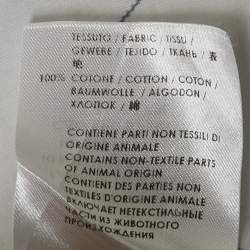 TESSUTO / FABRIC / TISSU /
GEWEBE / TEJIDO / ТКАНЬ / 表
地
100% COTONE / COTTON / COTON /
BAUMWOLLE / ALGODON /
ХЛОПОК / 綿
CONTIENE PARTI NON TESSILI DI
ORIGINE ANIMALE
CONTAINS NON-TEXTILE PARTS
OF ANIMAL ORIGIN
CONTIENT DES PARTIES NON
TEXTILES D'ORIGINE ANIMALE
ВКЛЮЧАЕТ НЕТЕКСТИЛЬНЫЕ
ЧАСТИ ИЗ ЖИВОТНОГО
ПРОИСХОЖДЕНИЯ